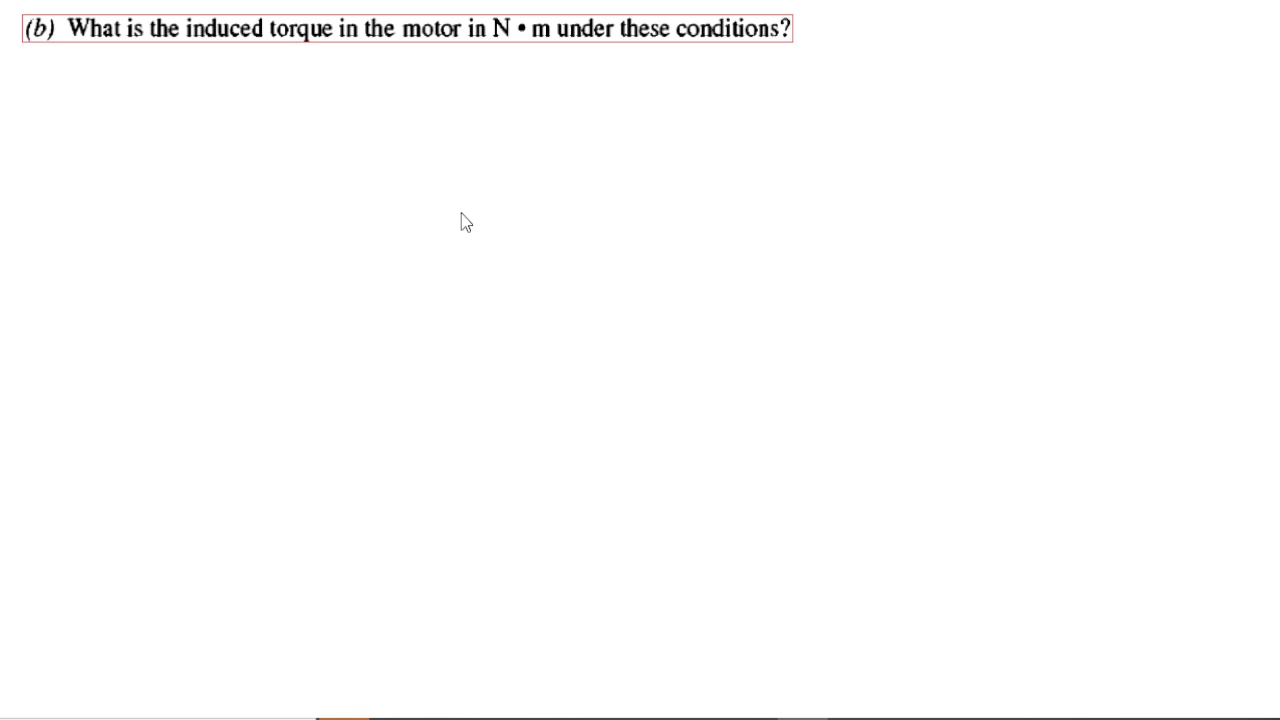 (b) What is the induced torque in the motor in N • m under these conditions?